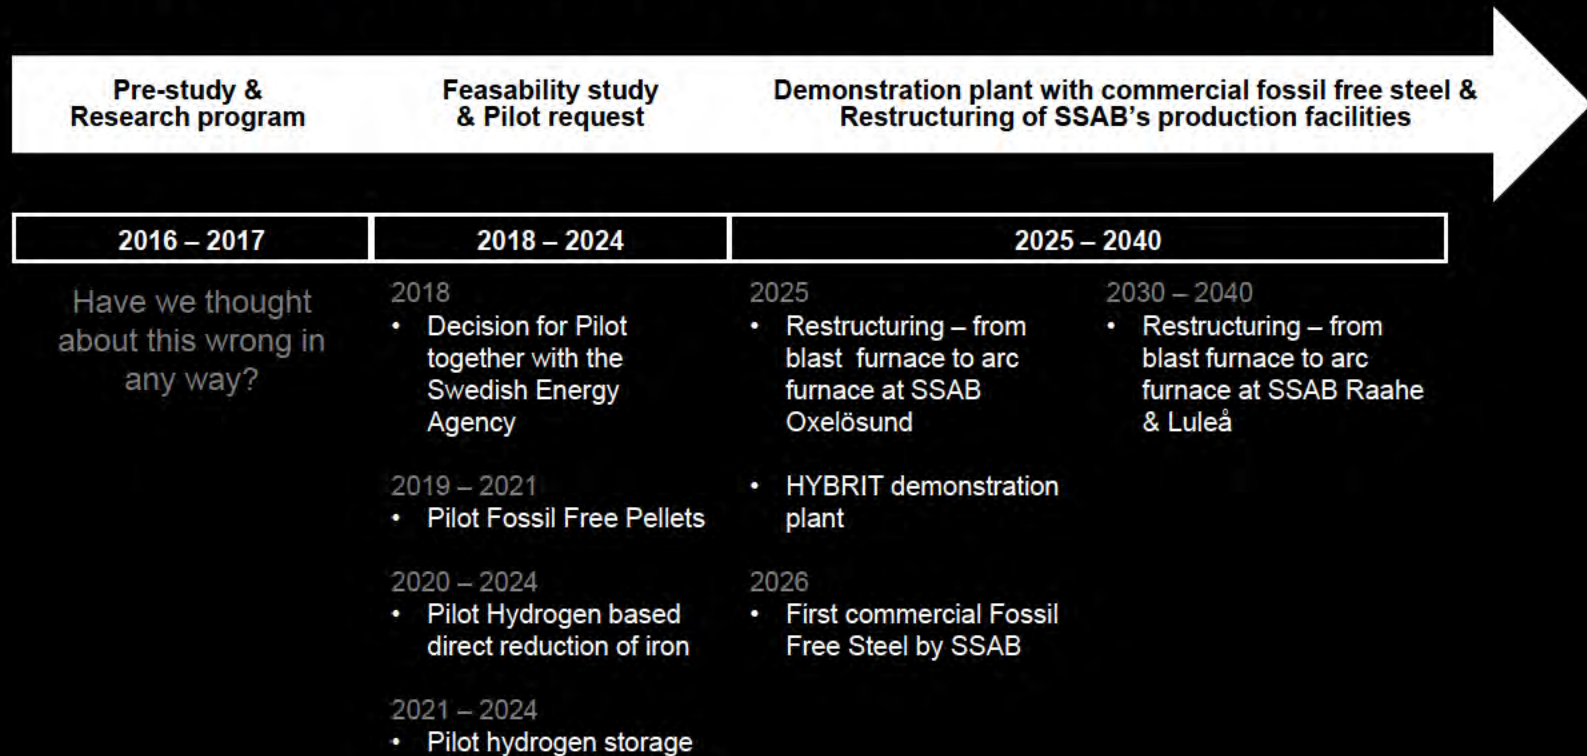 Pre-study &
Research program
Feasability study
& Pilot request
Demonstration plant with commercial fossil free steel &
Restructuring of SSAB's production facilities
2016 – 2017
2018 – 2024
2025 – 2040
Have we thought
about this wrong in
any way?
2018
• Decision for Pilot
together with the
Swedish Energy
Agency
2019 – 2021
• Pilot Fossil Free Pellets
2020 – 2024
• Pilot Hydrogen based
direct reduction of iron
2021 – 2024
• Pilot hydrogen storage
2025
• Restructuring – from
blast furnace to arc
furnace at SSAB
Oxelösund
• HYBRIT demonstration
plant
2026
• First commercial Fossil
Free Steel by SSAB
2030 – 2040
• Restructuring – from
blast furnace to arc
furnace at SSAB Raahe
& Luleå